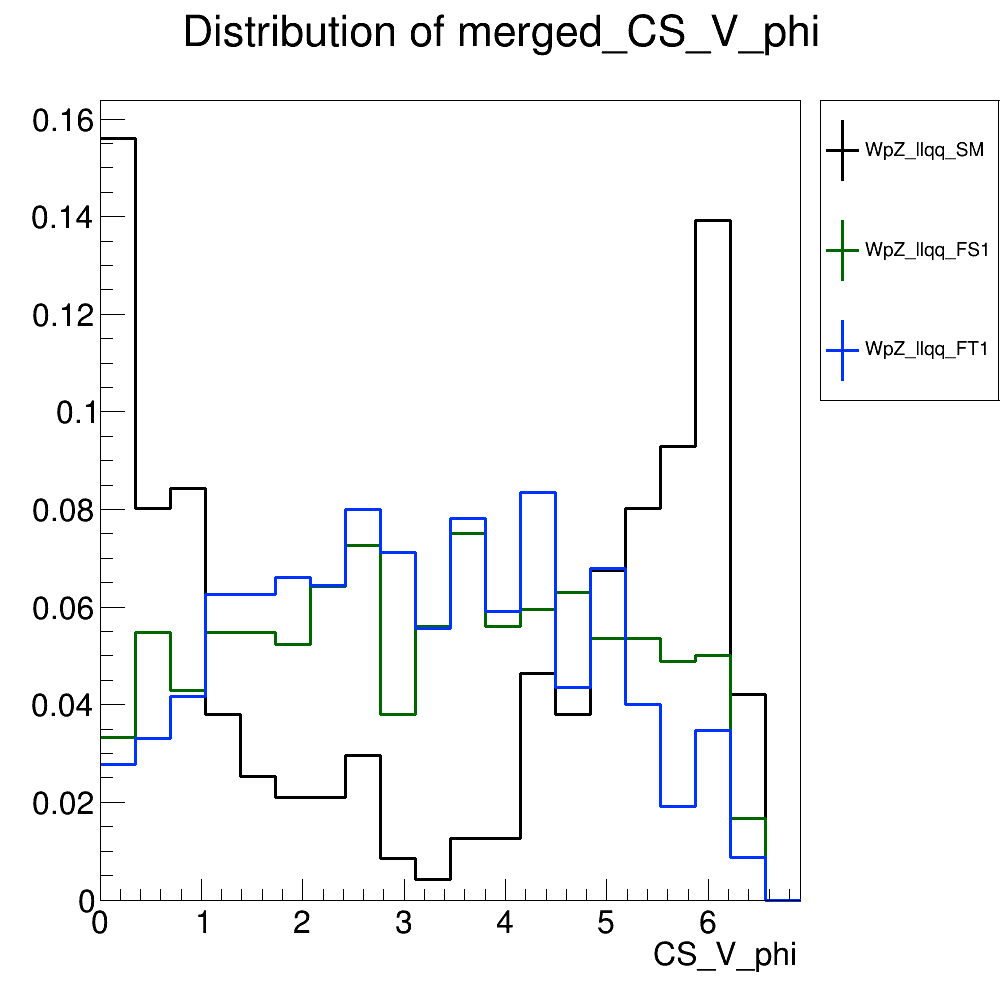 Distribution of merged_CS_V_phi
0.16
0.14
0.12
0.1
0.08
0.06
0.04
0.02
0
0 1 2 3 4 5 6
CS_V_phi
WpZ_llqq_SM
WpZ_llqq_FS1
WpZ_llqq_FT1